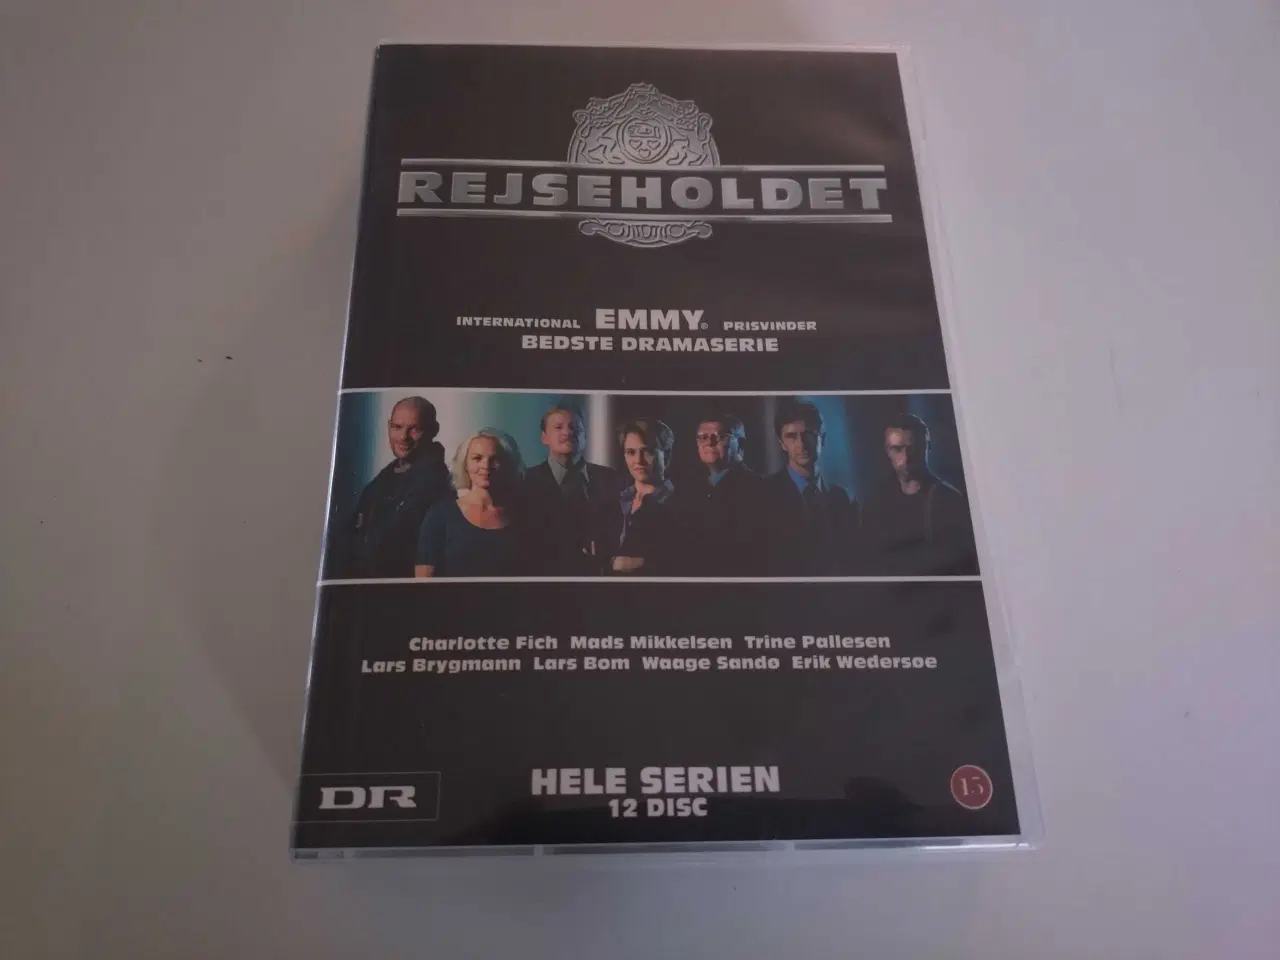 REJSEHOLDET
INTERNATIONAL EMMY® PRISVINDER
BEDSTE DRAMASERIE
Charlotte Fich Mads Mikkelsen Trine Pallesen
Lars Brygmann Lars Bom Waage Sandø Erik Wedersøe
HELE SERIEN
12 DISC
DR
15